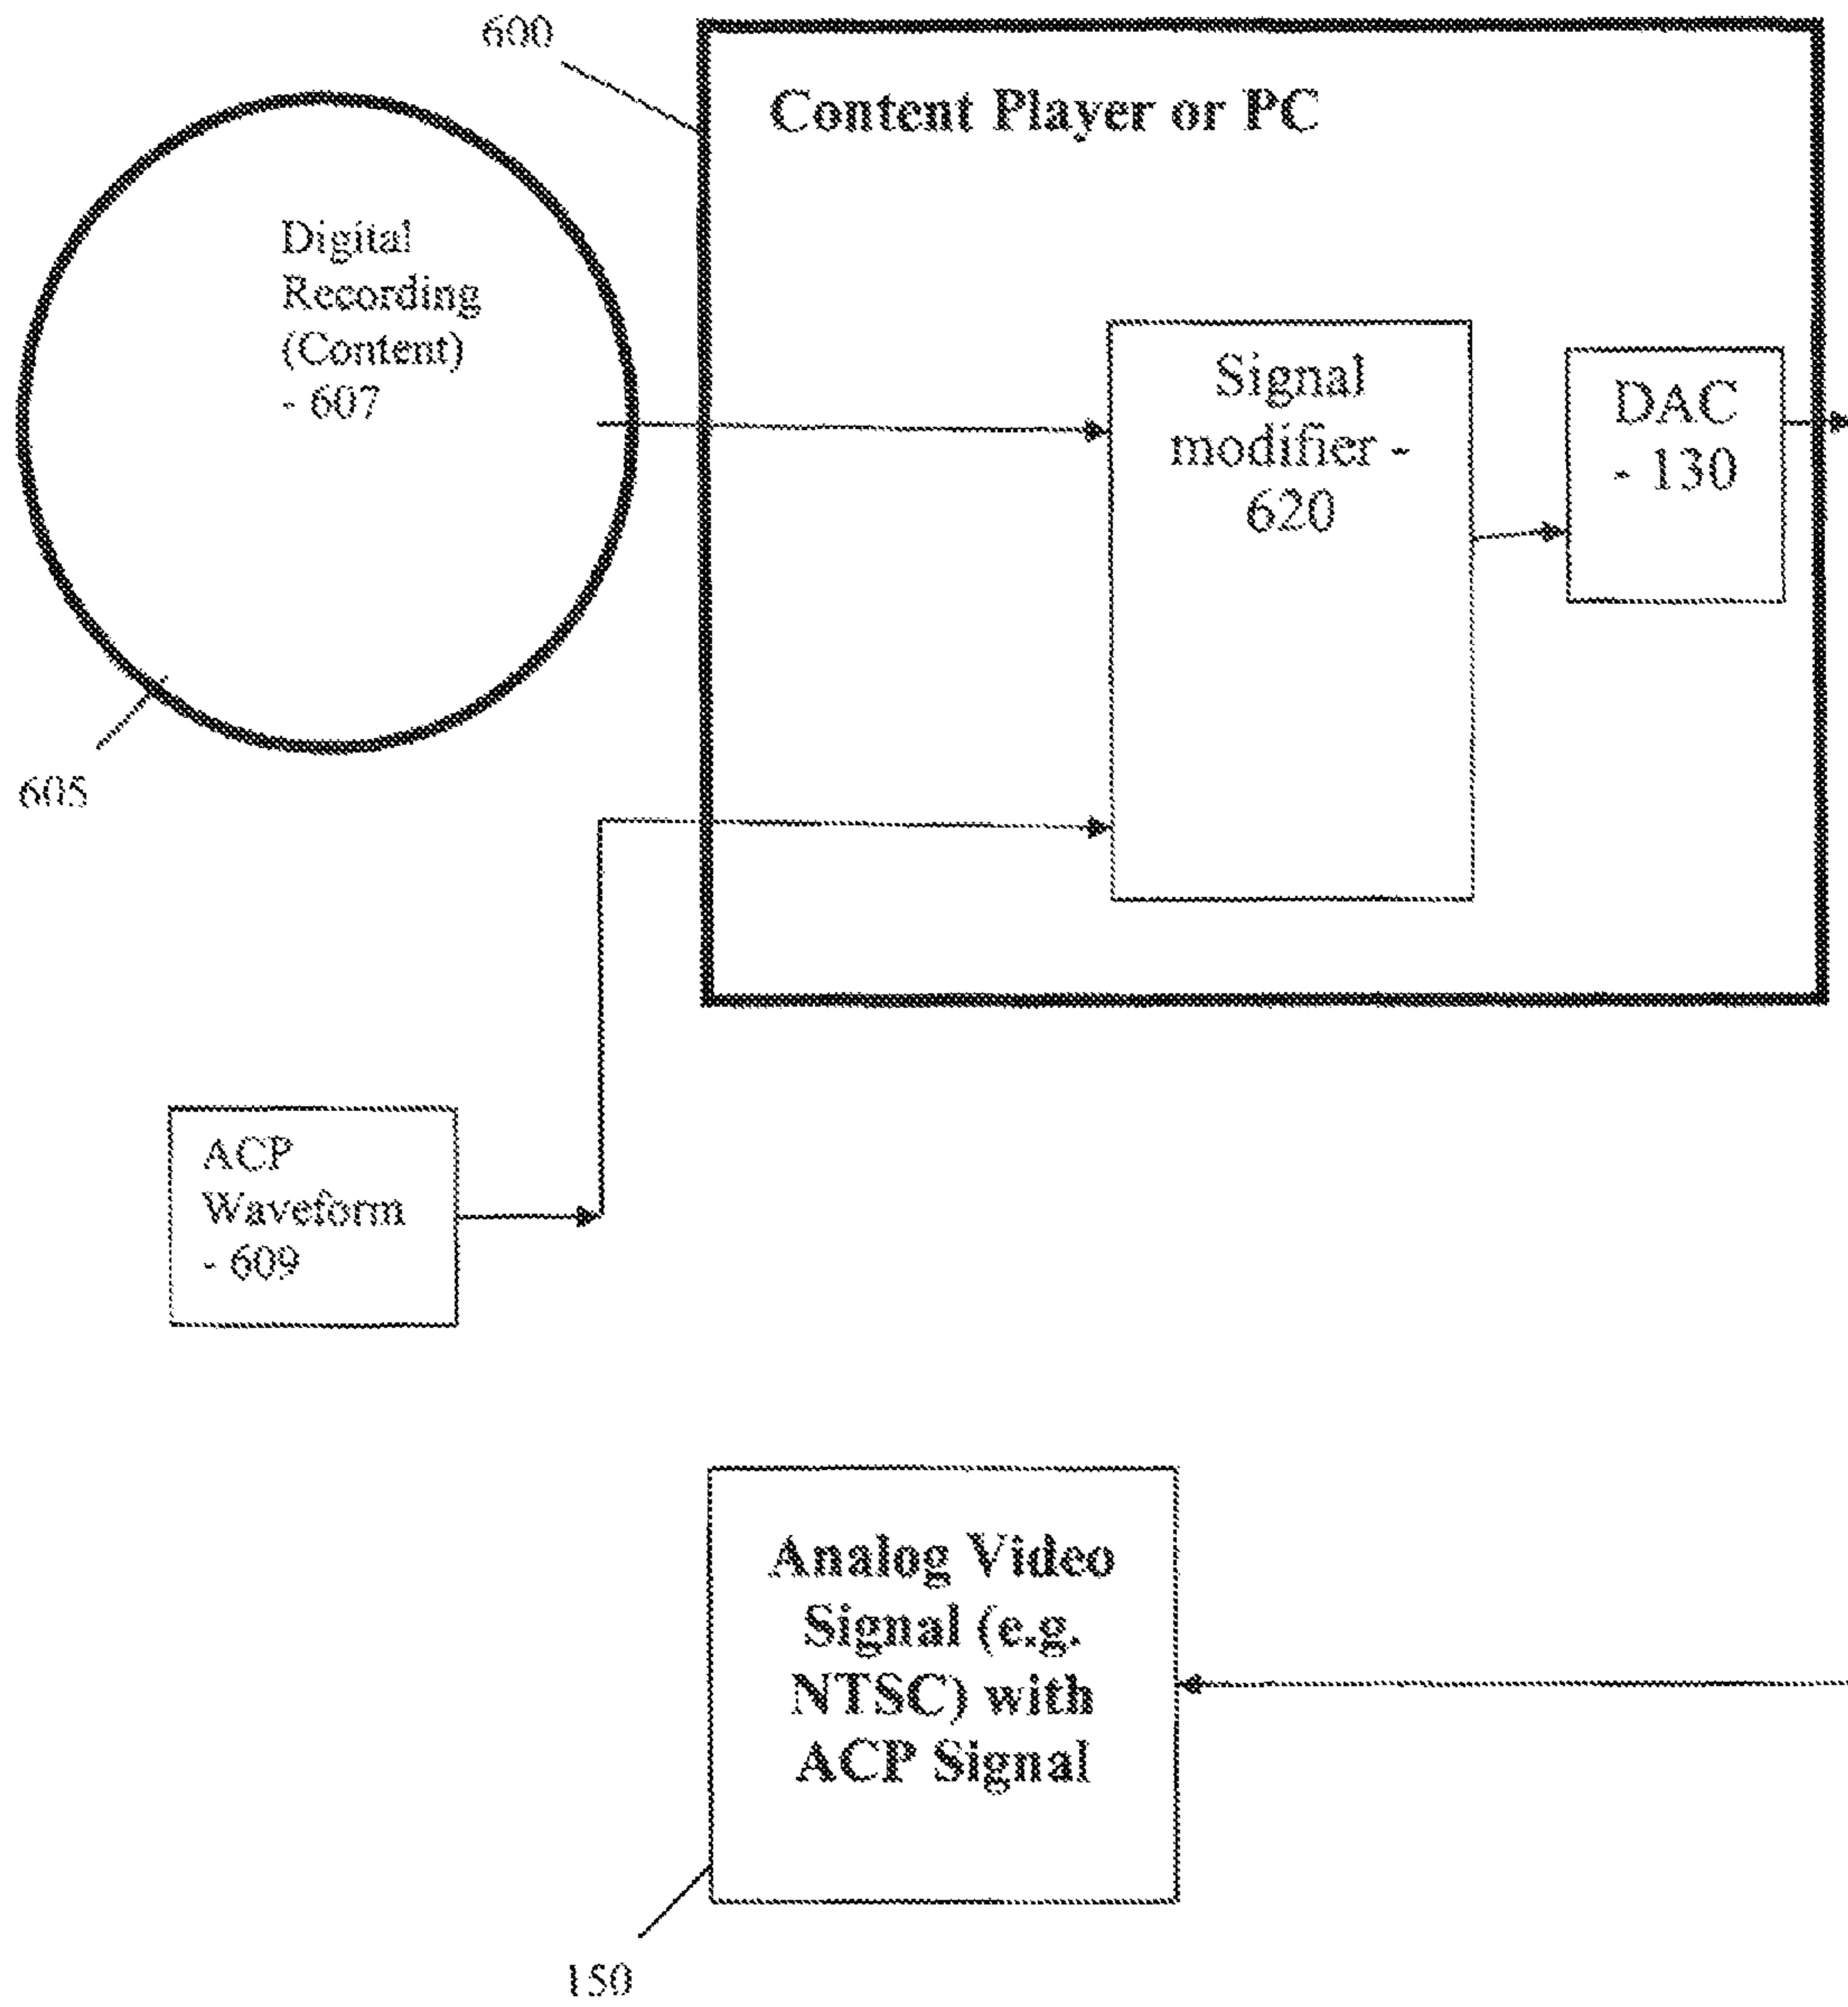 600
Content Player or PC
Digital
Recording
(Content)
- 607
Signal
modifier -
620
DAC
- 130
605
ACP
Waveform
- 609
Analog Video
Signal (e.g.
NTSC) with
ACP Signal
150